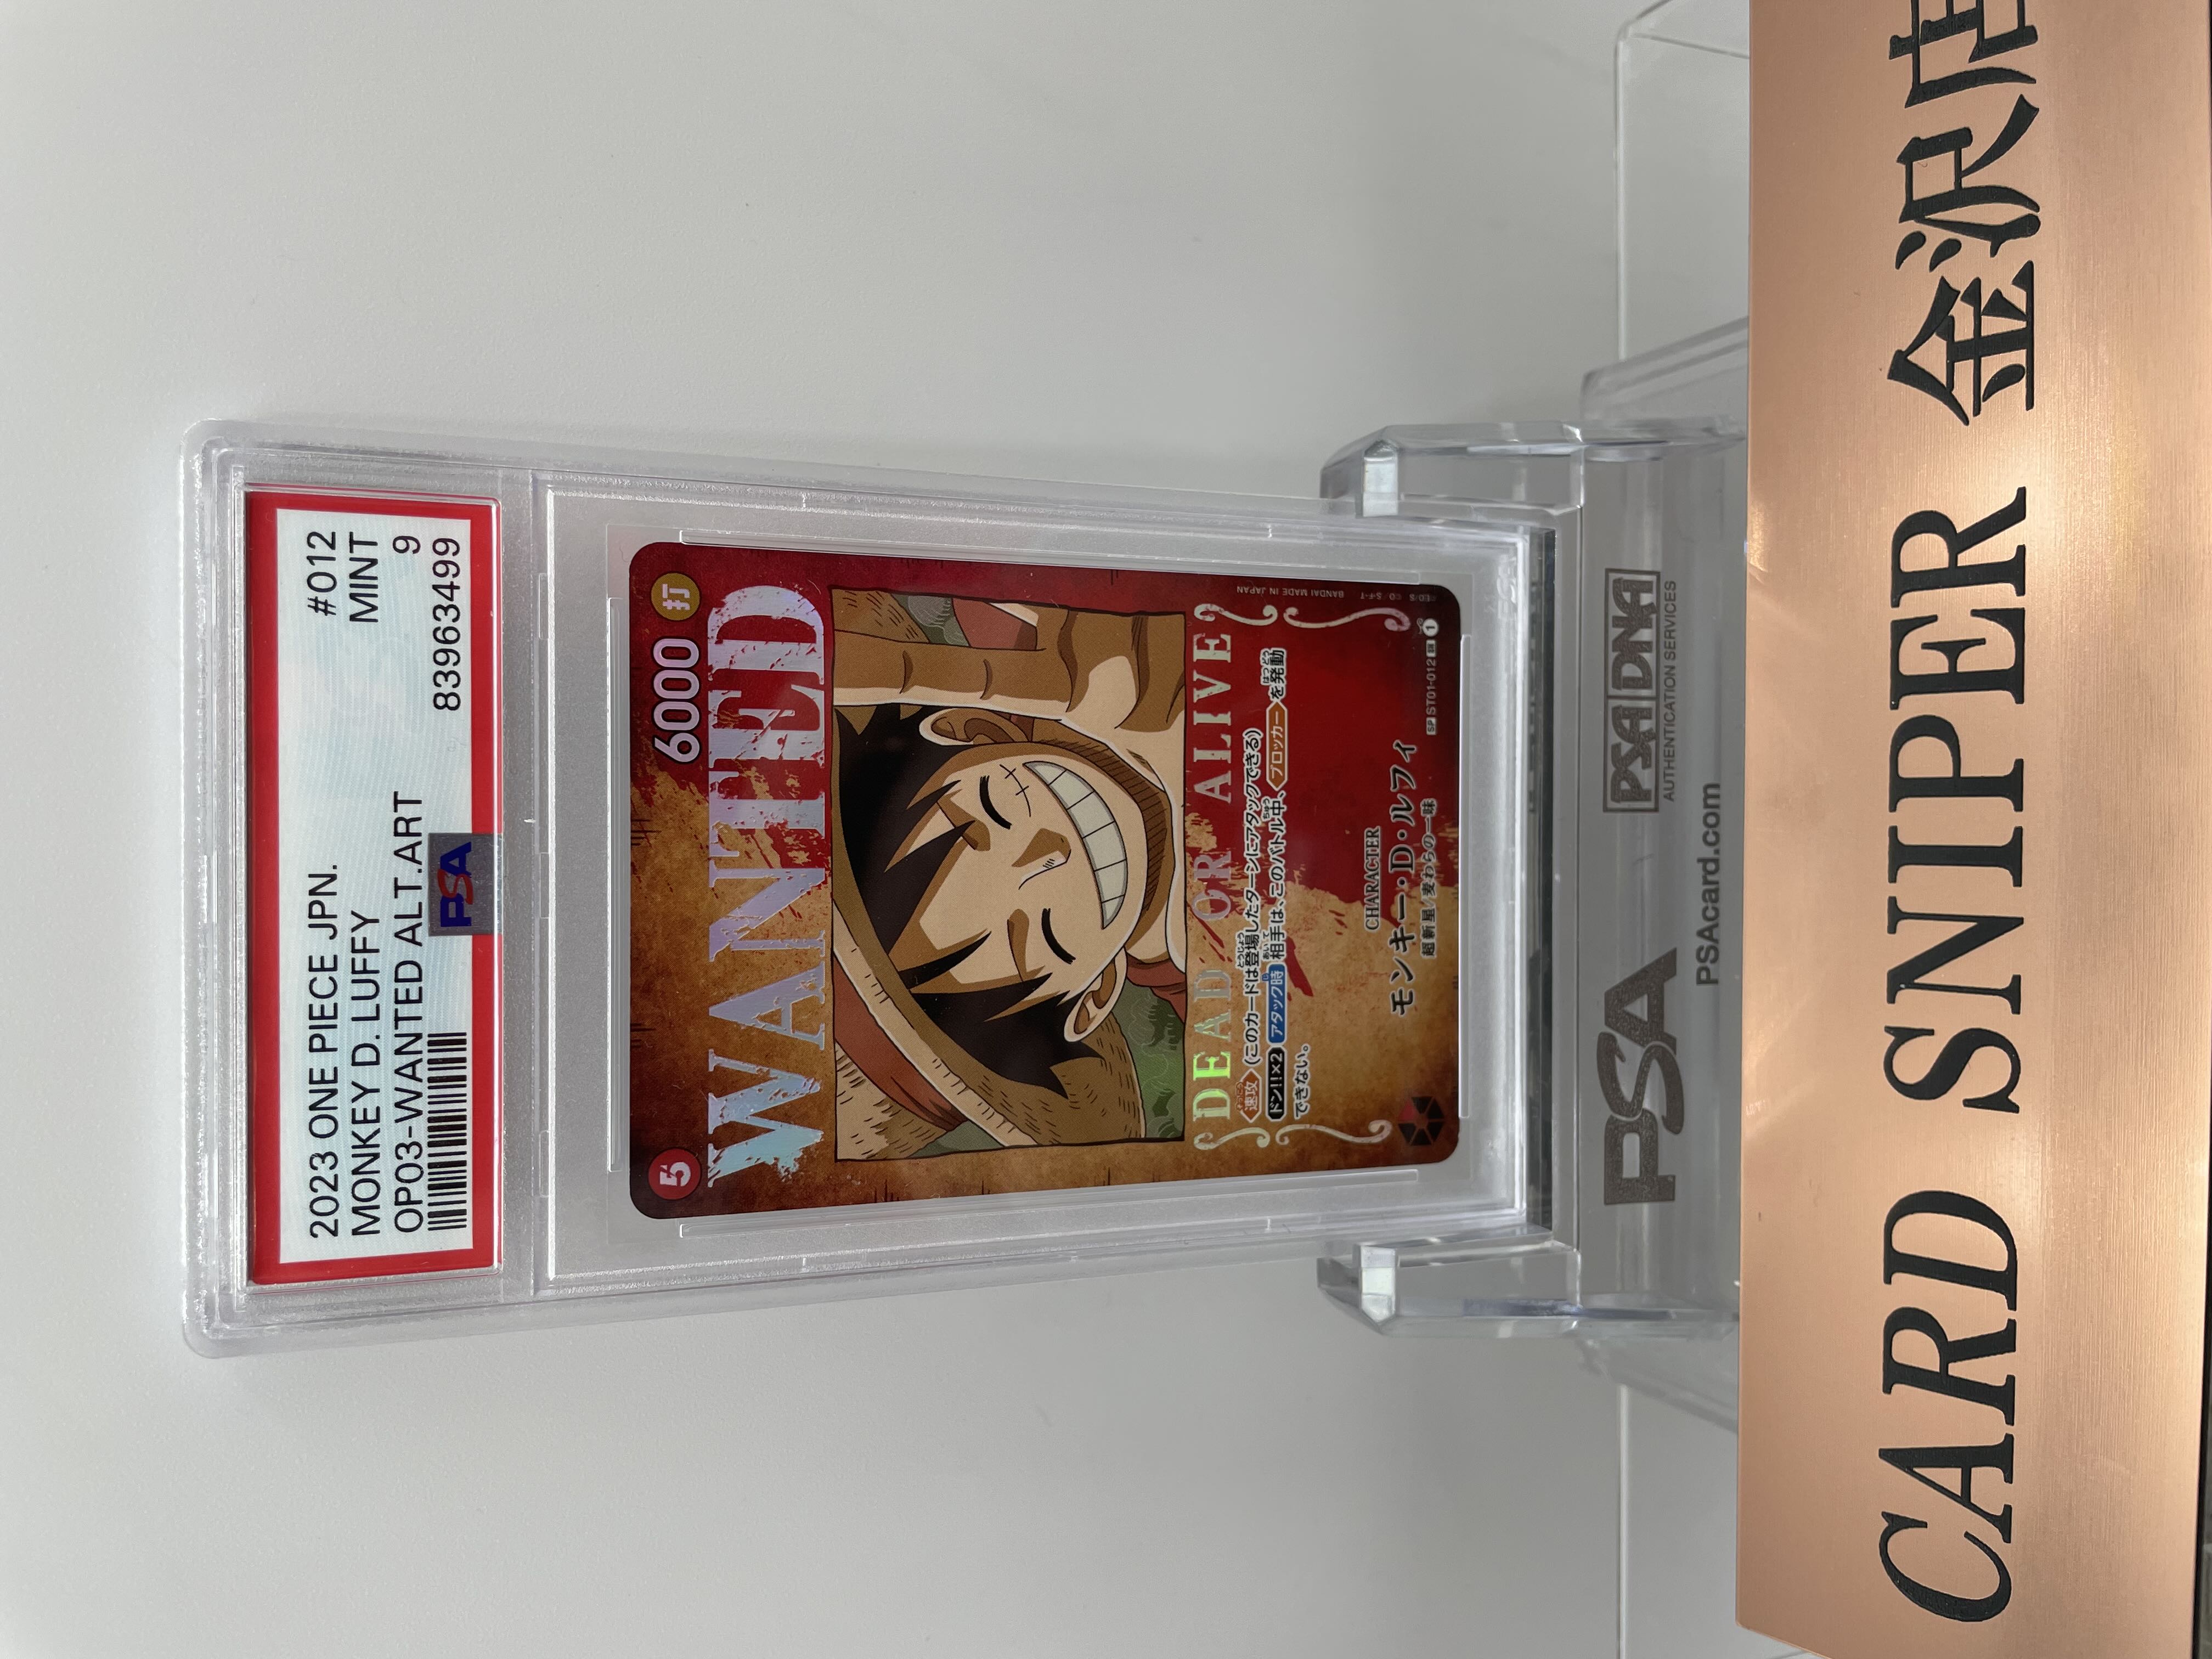 2023 ONE PIECE JPN. #012
MONKEY D. LUFFY MINT
OP03-WANTED ALT.ART 9
PSA 83963499
5 6000 打
WANTED
DEAD OR ALIVE
速攻 (このカードは登場したターンにアタックできる)
ドン!!×2 アタック時 相手は、このバトル中、ブロッカーを発動
できない。
CHARACTER
モンキー・D・ルフィ
超新星/麦わらの一味
SP ST01-012 SR 1
BANDAI MADE IN JAPAN
PSA PSA DNA
AUTHENTICATION SERVICES
PSAcard.com
CARD SNIPER 金沢